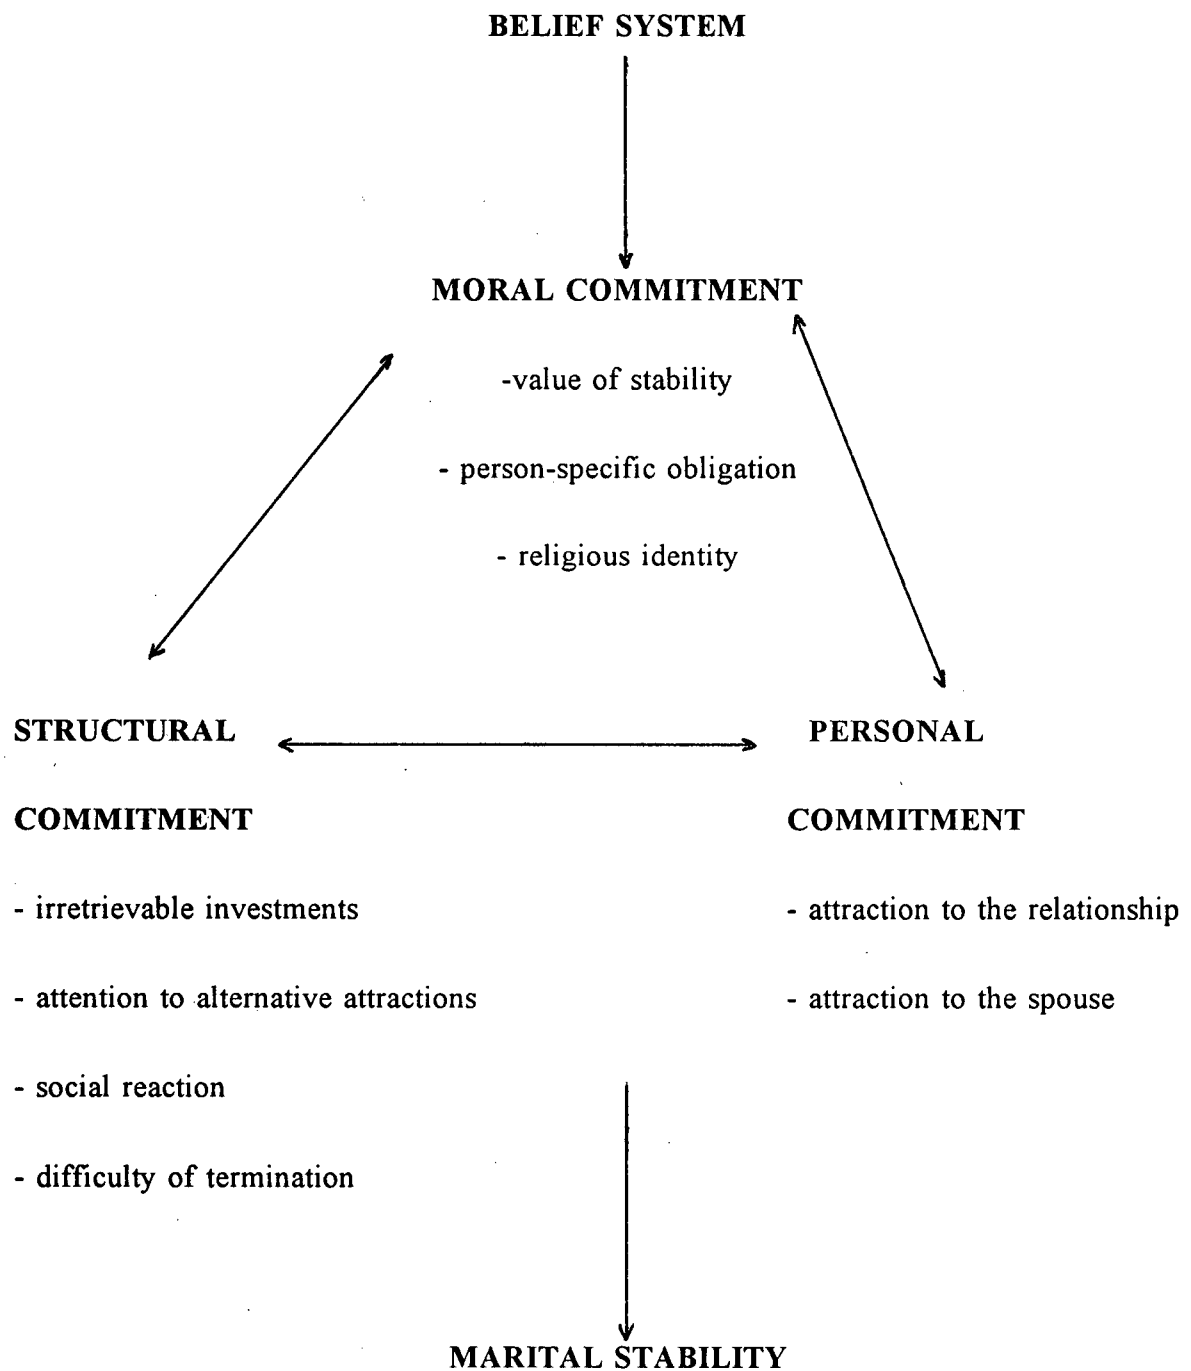 BELIEF SYSTEM
MORAL COMMITMENT
-value of stability
- person-specific obligation
- religious identity
STRUCTURAL
COMMITMENT
- irretrievable investments
- attention to alternative attractions
- social reaction
- difficulty of termination
PERSONAL
COMMITMENT
- attraction to the relationship
- attraction to the spouse
MARITAL STABILITY